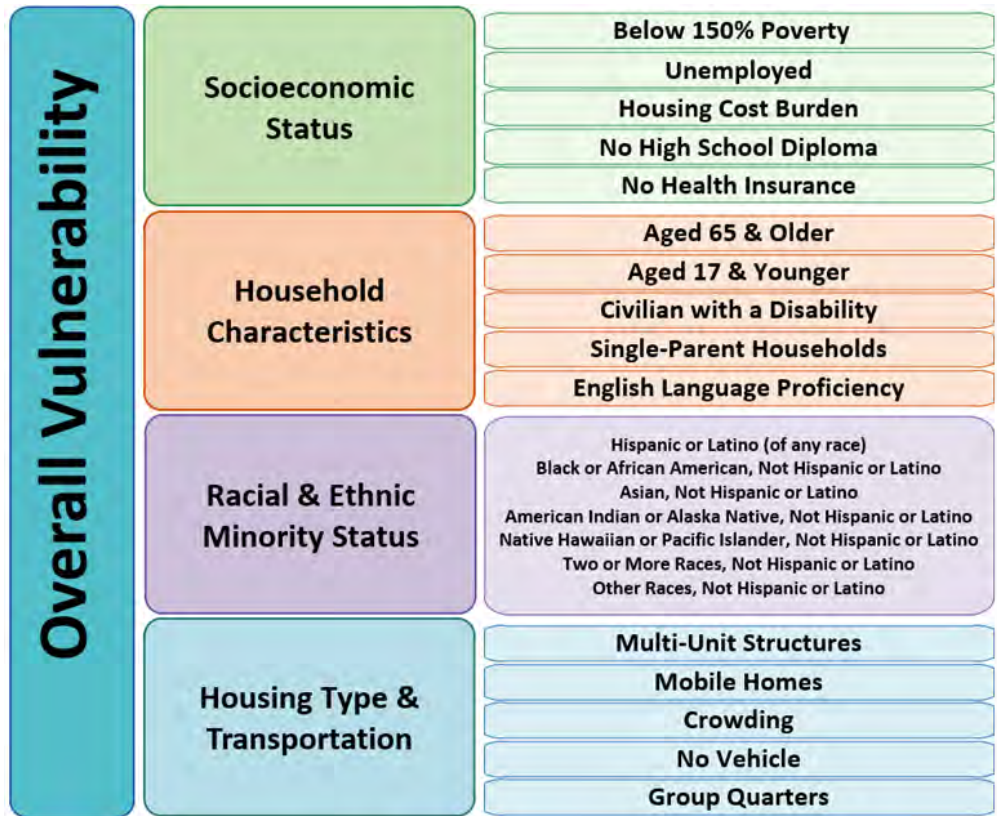 Overall Vulnerability
Socioeconomic
Status
Below 150% Poverty
Unemployed
Housing Cost Burden
No High School Diploma
No Health Insurance
Household
Characteristics
Aged 65 & Older
Aged 17 & Younger
Civilian with a Disability
Single-Parent Households
English Language Proficiency
Racial & Ethnic
Minority Status
Hispanic or Latino (of any race)
Black or African American, Not Hispanic or Latino
Asian, Not Hispanic or Latino
American Indian or Alaska Native, Not Hispanic or Latino
Native Hawaiian or Pacific Islander, Not Hispanic or Latino
Two or More Races, Not Hispanic or Latino
Other Races, Not Hispanic or Latino
Housing Type &
Transportation
Multi-Unit Structures
Mobile Homes
Crowding
No Vehicle
Group Quarters